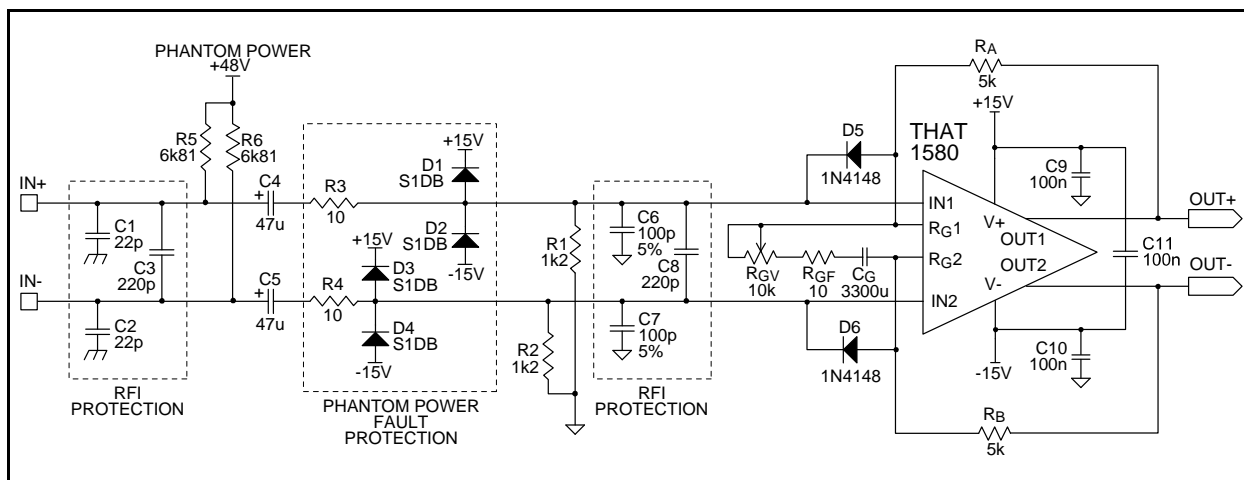 PHANTOM POWER
+48V
R5
6k81
R6
6k81
IN+
IN-
C1
22p
C3
220p
C2
22p
RFI
PROTECTION
+
C4
47u
+
C5
47u
R3
10
R4
10
+15V
D1
S1DB
D2
S1DB
-15V
+15V
D3
S1DB
D4
S1DB
-15V
PHANTOM POWER
FAULT
PROTECTION
R1
1k2
R2
1k2
C6
100p
5%
C8
220p
C7
100p
5%
RFI
PROTECTION
D5
1N4148
RGV
10k
RGF
10
CG
3300u
D6
1N4148
RA
5k
+15V
THAT
1580
IN1
RG1
RG2
IN2
V+
OUT1
OUT2
V-
C9
100n
C11
100n
C10
100n
-15V
RB
5k
OUT+
OUT-